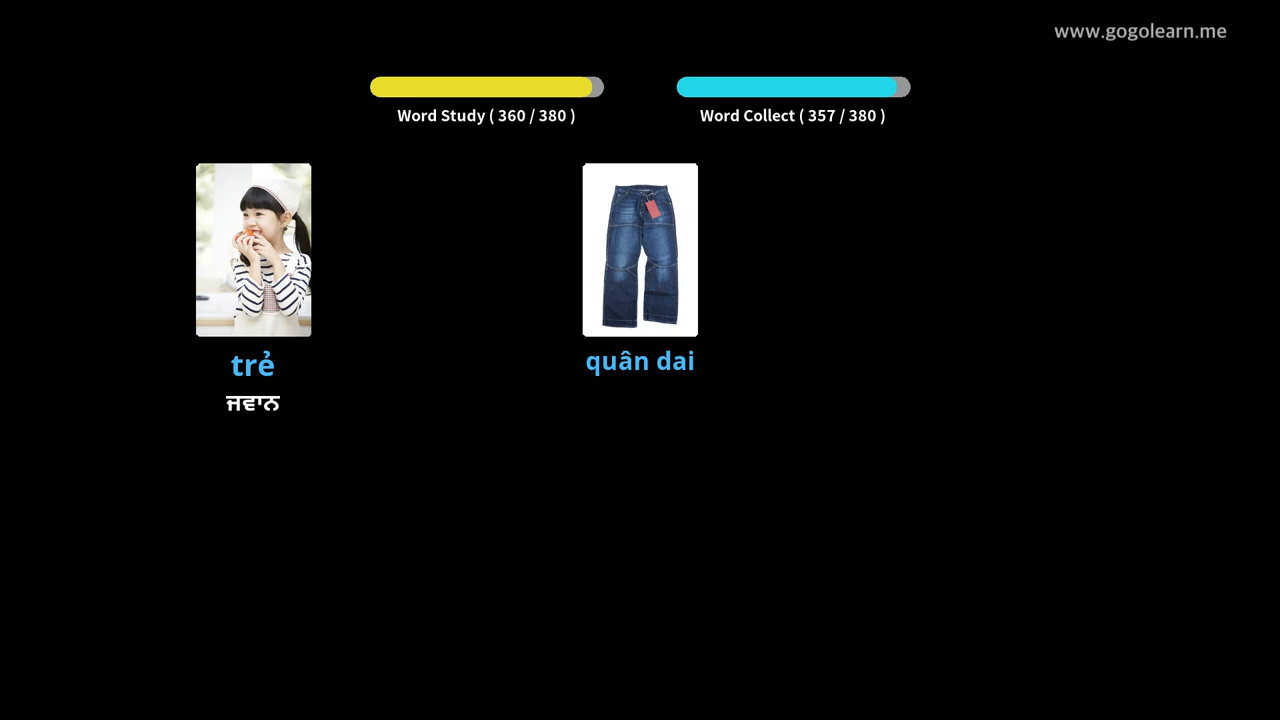 www.gogolearn.me
Word Study ( 360 / 380 )
Word Collect ( 357 / 380 )
trẻ
ਜਵਾਨ
quân dai